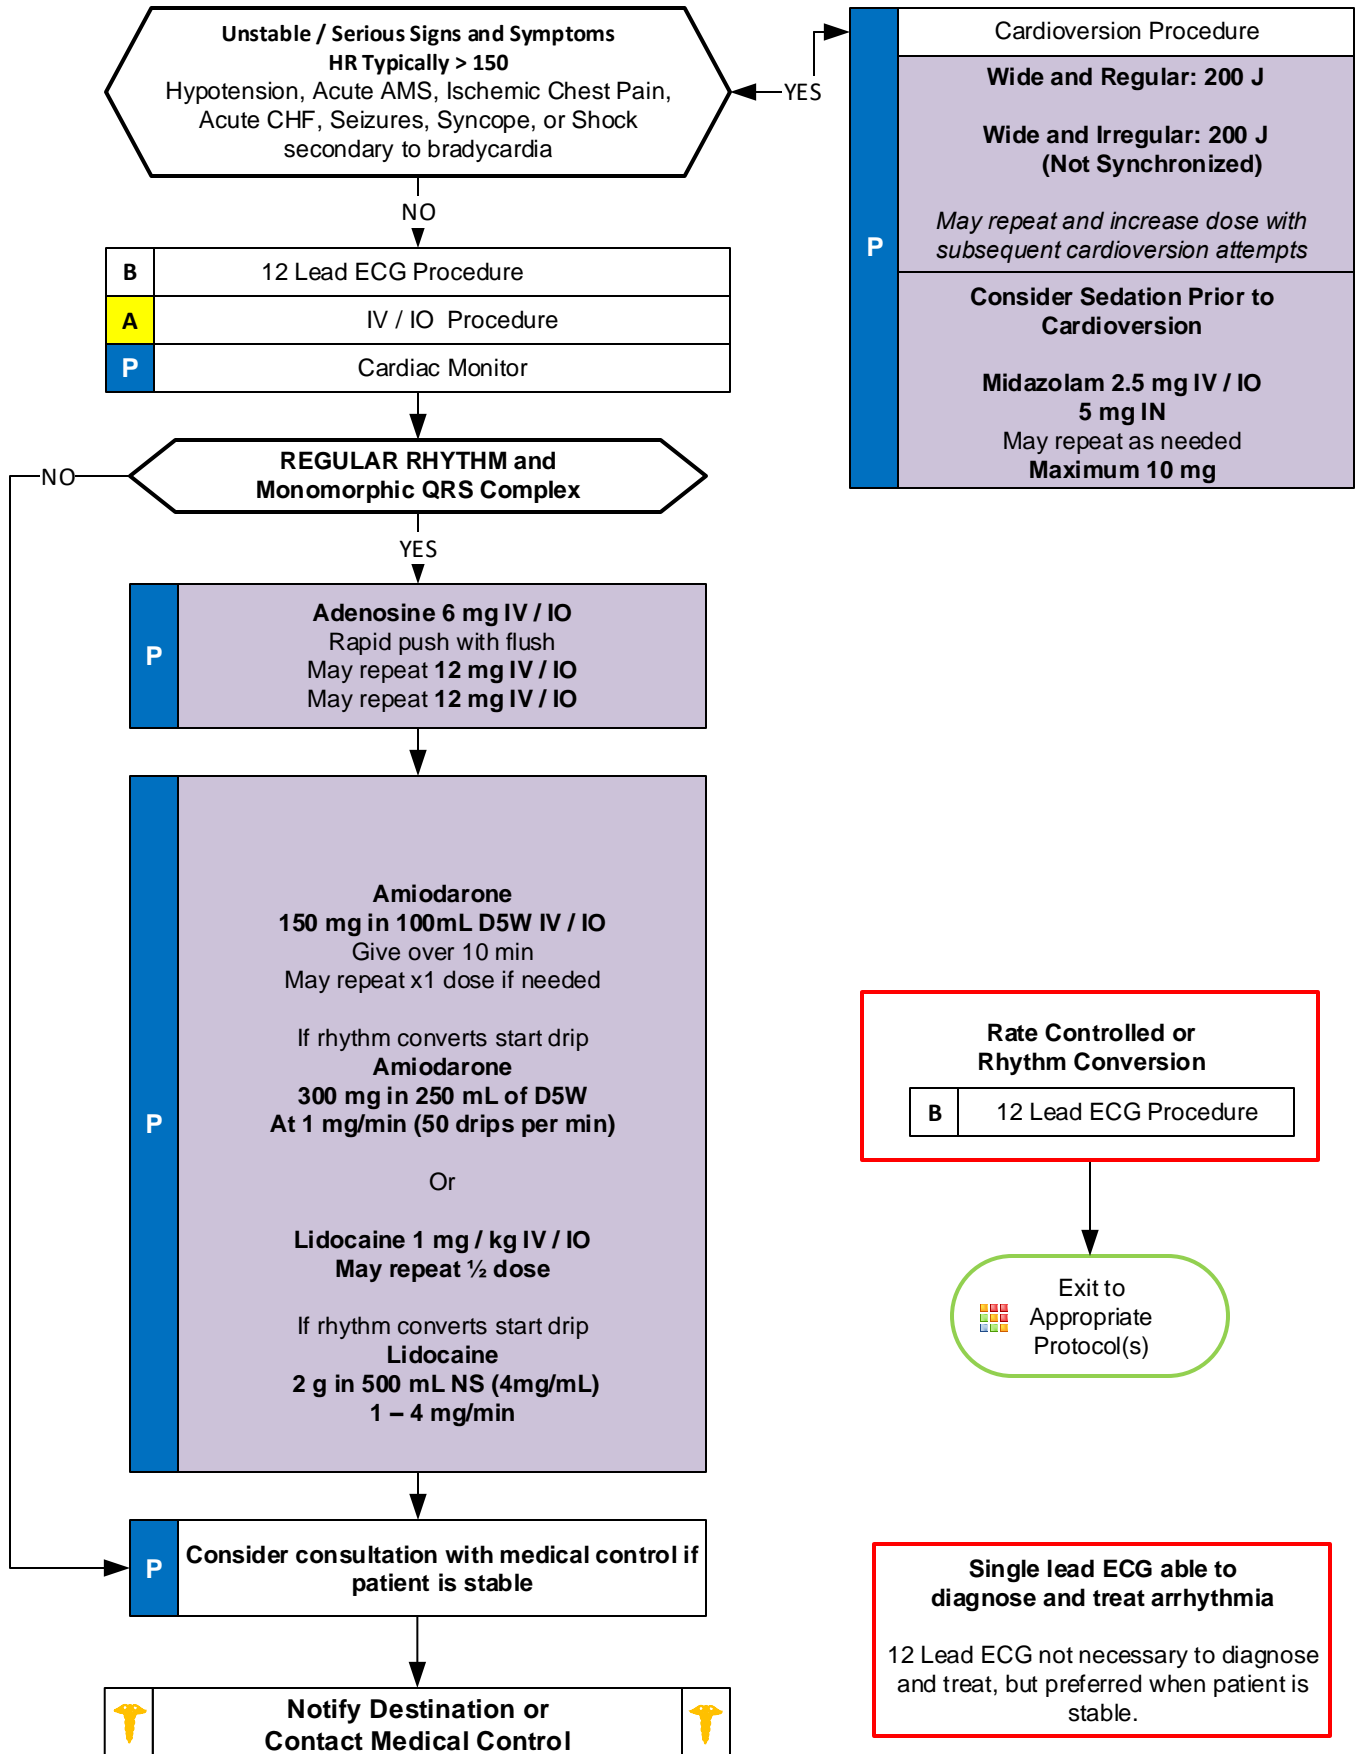 Unstable / Serious Signs and Symptoms
HR Typically > 150
Hypotension, Acute AMS, Ischemic Chest Pain,
Acute CHF, Seizures, Syncope, or Shock
secondary to bradycardia
YES
NO
B
12 Lead ECG Procedure
A
IV / IO Procedure
P
Cardiac Monitor
REGULAR RHYTHM and
Monomorphic QRS Complex
NO
YES
P
Adenosine 6 mg IV / IO
Rapid push with flush
May repeat 12 mg IV / IO
May repeat 12 mg IV / IO
P
Amiodarone
150 mg in 100mL D5W IV / IO
Give over 10 min
May repeat x1 dose if needed
If rhythm converts start drip
Amiodarone
300 mg in 250 mL of D5W
At 1 mg/min (50 drips per min)
Or
Lidocaine 1 mg / kg IV / IO
May repeat ½ dose
If rhythm converts start drip
Lidocaine
2 g in 500 mL NS (4mg/mL)
1 – 4 mg/min
P
Consider consultation with medical control if
patient is stable
Notify Destination or
Contact Medical Control
P
Cardioversion Procedure
Wide and Regular: 200 J
Wide and Irregular: 200 J
(Not Synchronized)
May repeat and increase dose with
subsequent cardioversion attempts
Consider Sedation Prior to
Cardioversion
Midazolam 2.5 mg IV / IO
5 mg IN
May repeat as needed
Maximum 10 mg
Rate Controlled or
Rhythm Conversion
B
12 Lead ECG Procedure
Exit to
Appropriate
Protocol(s)
Single lead ECG able to
diagnose and treat arrhythmia
12 Lead ECG not necessary to diagnose
and treat, but preferred when patient is
stable.